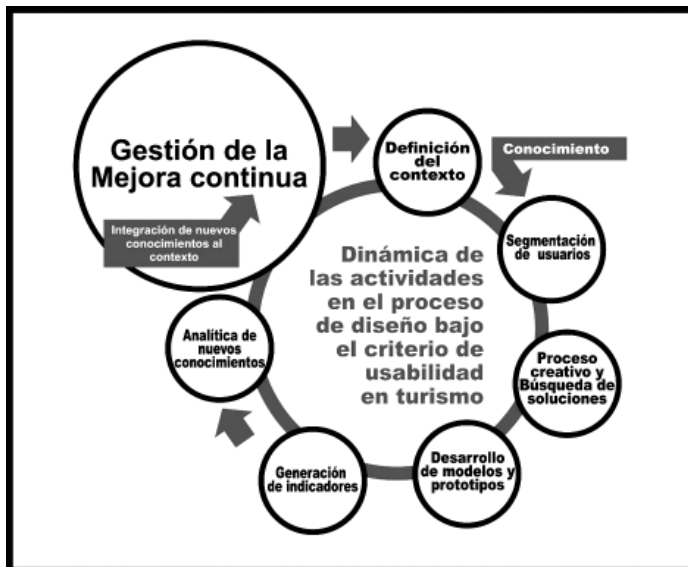 Gestión de la
Mejora continua
Integración de nuevos
conocimientos al
contexto
Definición
del
contexto
Conocimiento
Segmentación
de usuarios
Proceso
creativo y
Búsqueda de
soluciones
Desarrollo
de modelos y
prototipos
Generación
de indicadores
Analítica de
nuevos
conocimientos
Dinámica de
las actividades
en el proceso
de diseño bajo
el criterio de
usabilidad
en turismo